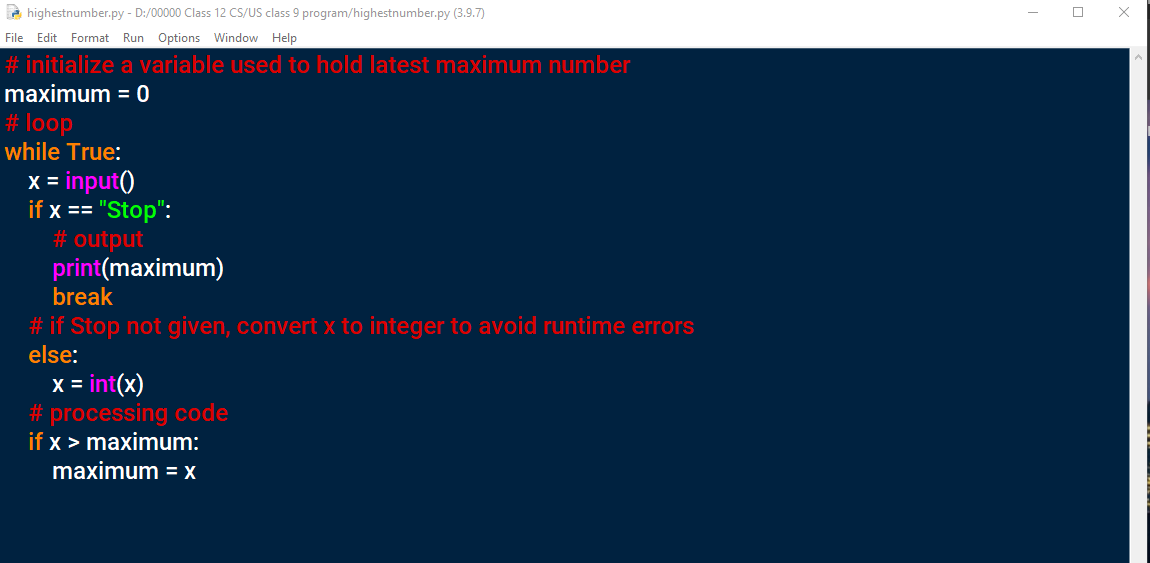 highestnumber.py - D:/00000 Class 12 CS/US class 9 program/highestnumber.py (3.9.7)
File Edit Format Run Options Window Help
# initialize a variable used to hold latest maximum number
maximum = 0
# loop
while True:
    x = input()
    if x == "Stop":
        # output
        print(maximum)
        break
    # if Stop not given, convert x to integer to avoid runtime errors
    else:
        x = int(x)
    # processing code
    if x > maximum:
        maximum = x